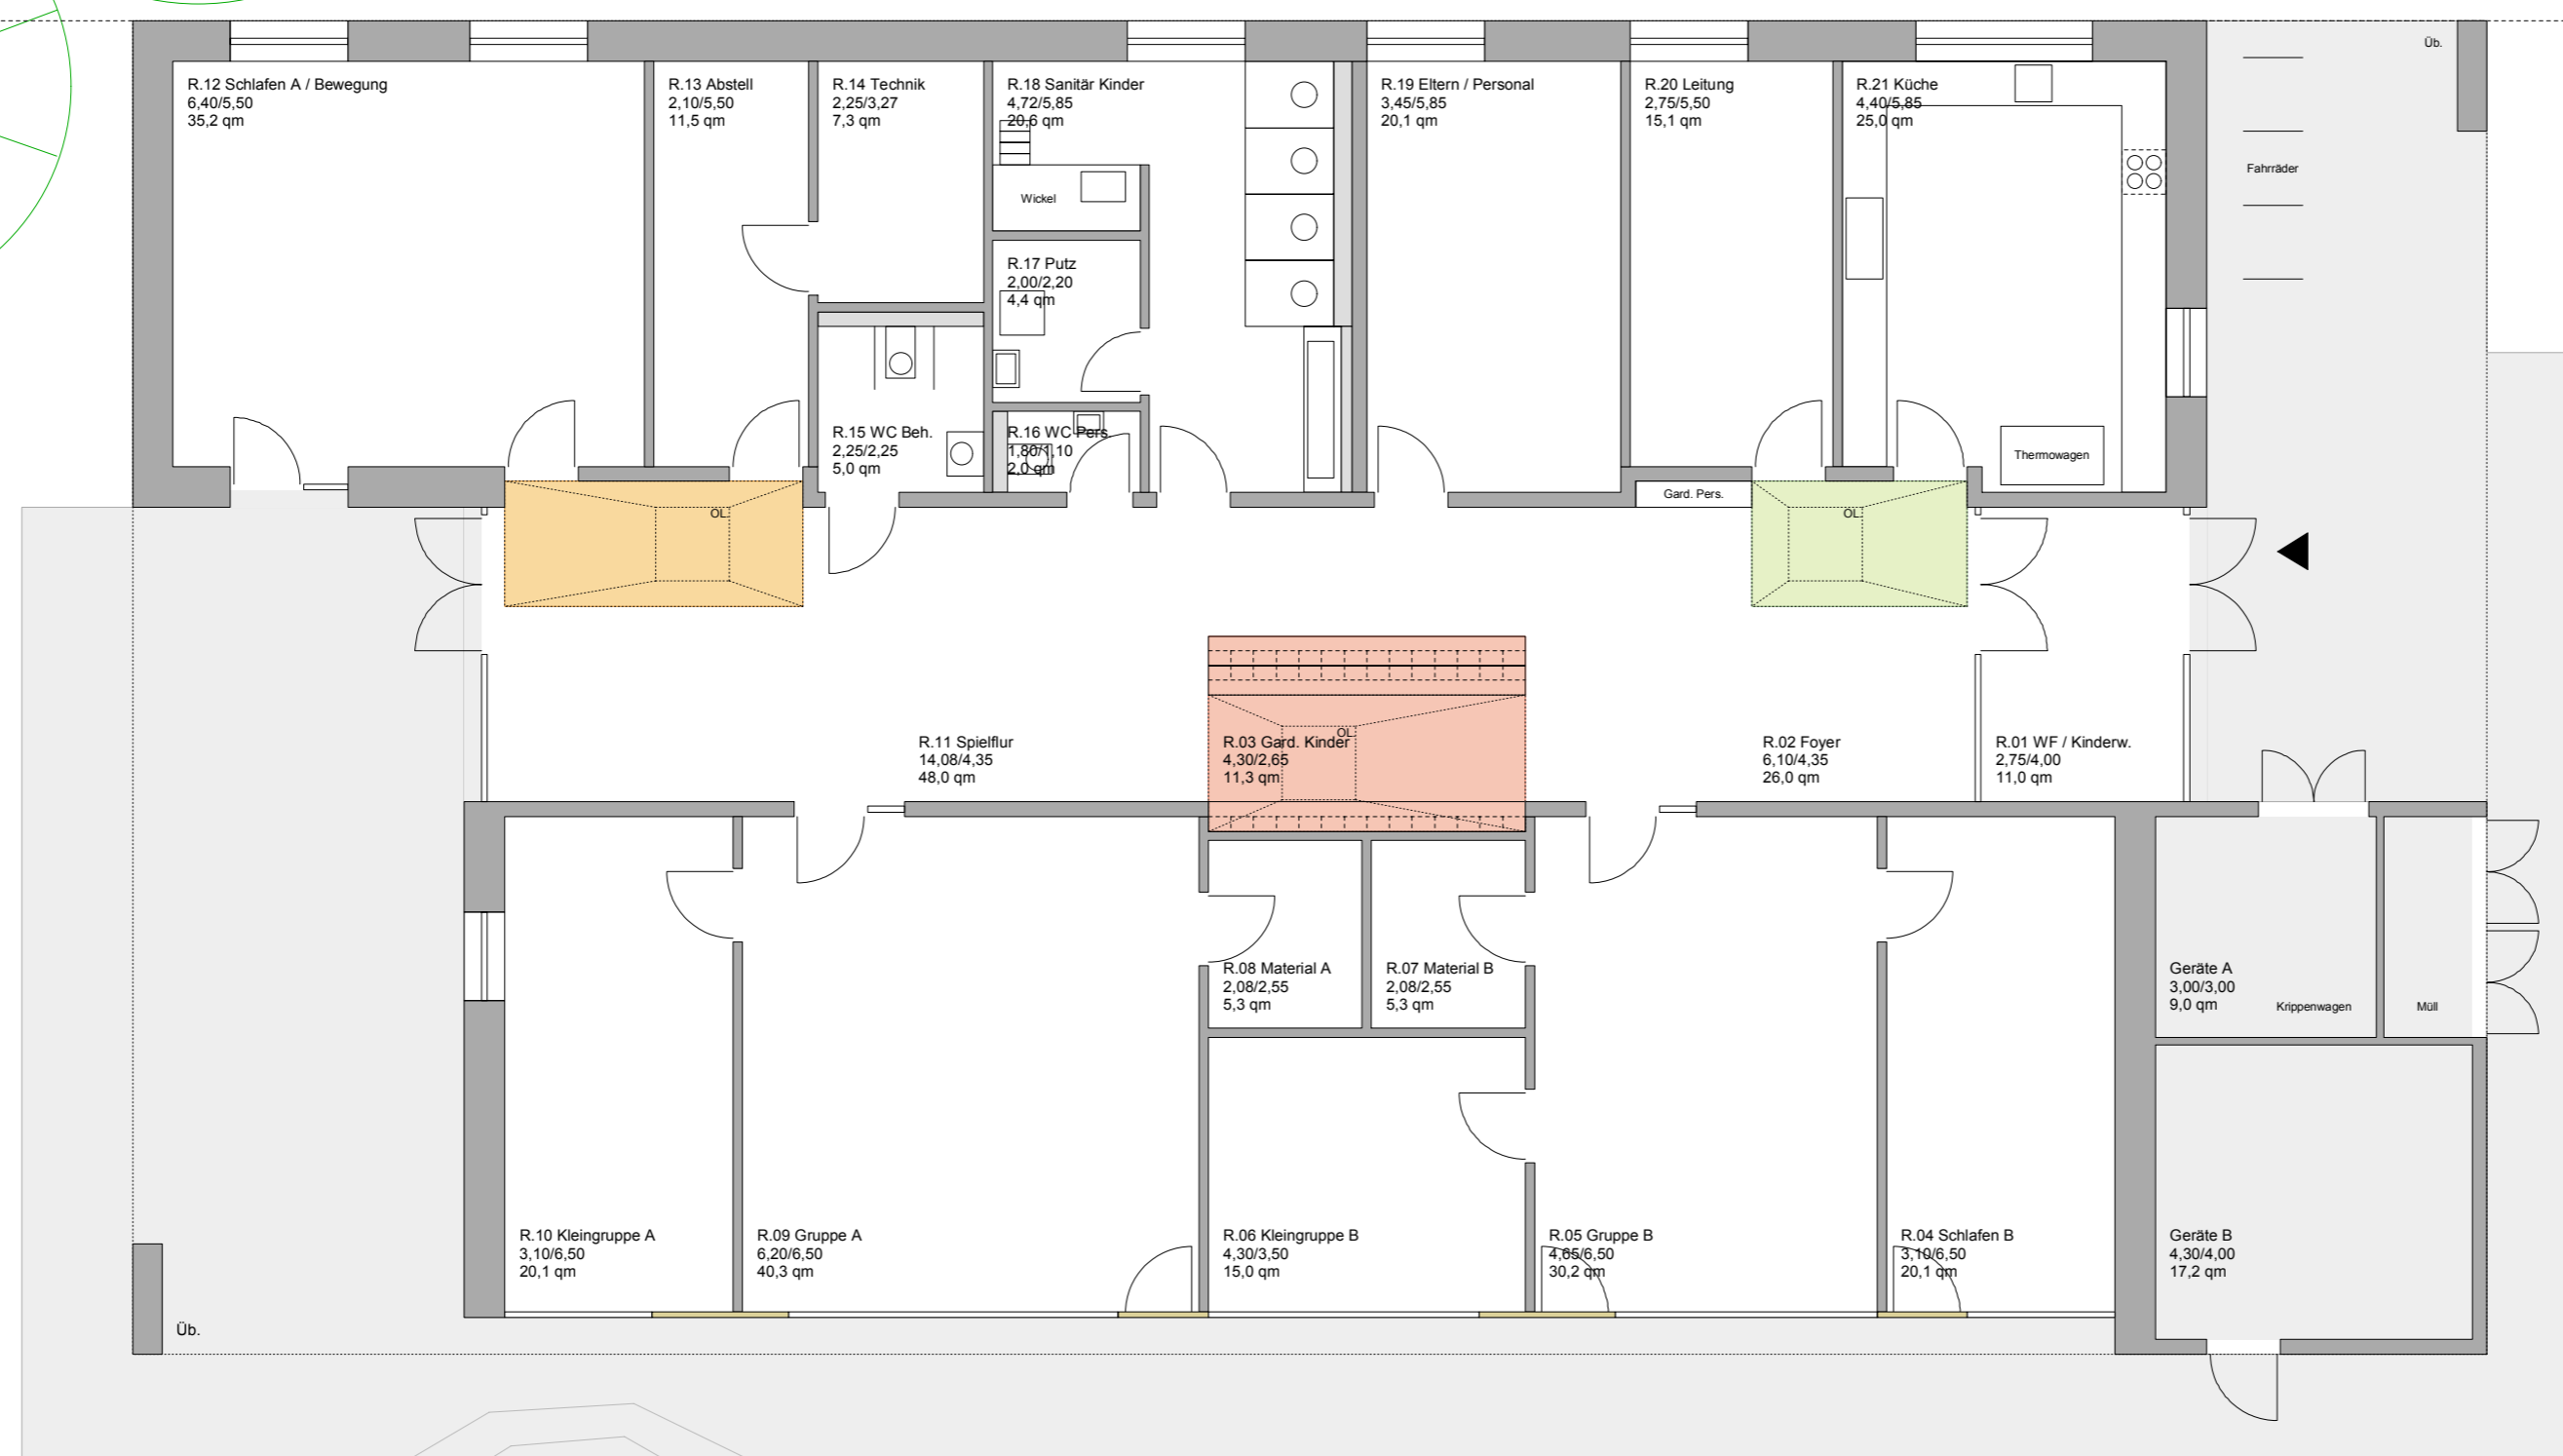 Üb.
R.12 Schlafen A / Bewegung
6,40/5,50
35,2 qm
R.13 Abstell
2,10/5,50
11,5 qm
R.14 Technik
2,25/3,27
7,3 qm
R.18 Sanitär Kinder
4,72/5,85
20,6 qm
R.19 Eltern / Personal
3,45/5,85
20,1 qm
R.20 Leitung
2,75/5,50
15,1 qm
R.21 Küche
4,40/5,85
25,0 qm
Fahrräder
Wickel
R.17 Putz
2,00/2,20
4,4 qm
R.15 WC Beh.
2,25/2,25
5,0 qm
R.16 WC Pers.
1,80/1,10
2,0 qm
Thermowagen
Gard. Pers.
OL.
OL.
OL.
R.11 Spielflur
14,08/4,35
48,0 qm
R.03 Gard. Kinder
4,30/2,65
11,3 qm
R.02 Foyer
6,10/4,35
26,0 qm
R.01 WF / Kinderw.
2,75/4,00
11,0 qm
R.08 Material A
2,08/2,55
5,3 qm
R.07 Material B
2,08/2,55
5,3 qm
Geräte A
3,00/3,00
9,0 qm
Krippenwagen
Müll
R.10 Kleingruppe A
3,10/6,50
20,1 qm
R.09 Gruppe A
6,20/6,50
40,3 qm
R.06 Kleingruppe B
4,30/3,50
15,0 qm
R.05 Gruppe B
4,65/6,50
30,2 qm
R.04 Schlafen B
3,10/6,50
20,1 qm
Geräte B
4,30/4,00
17,2 qm
Üb.